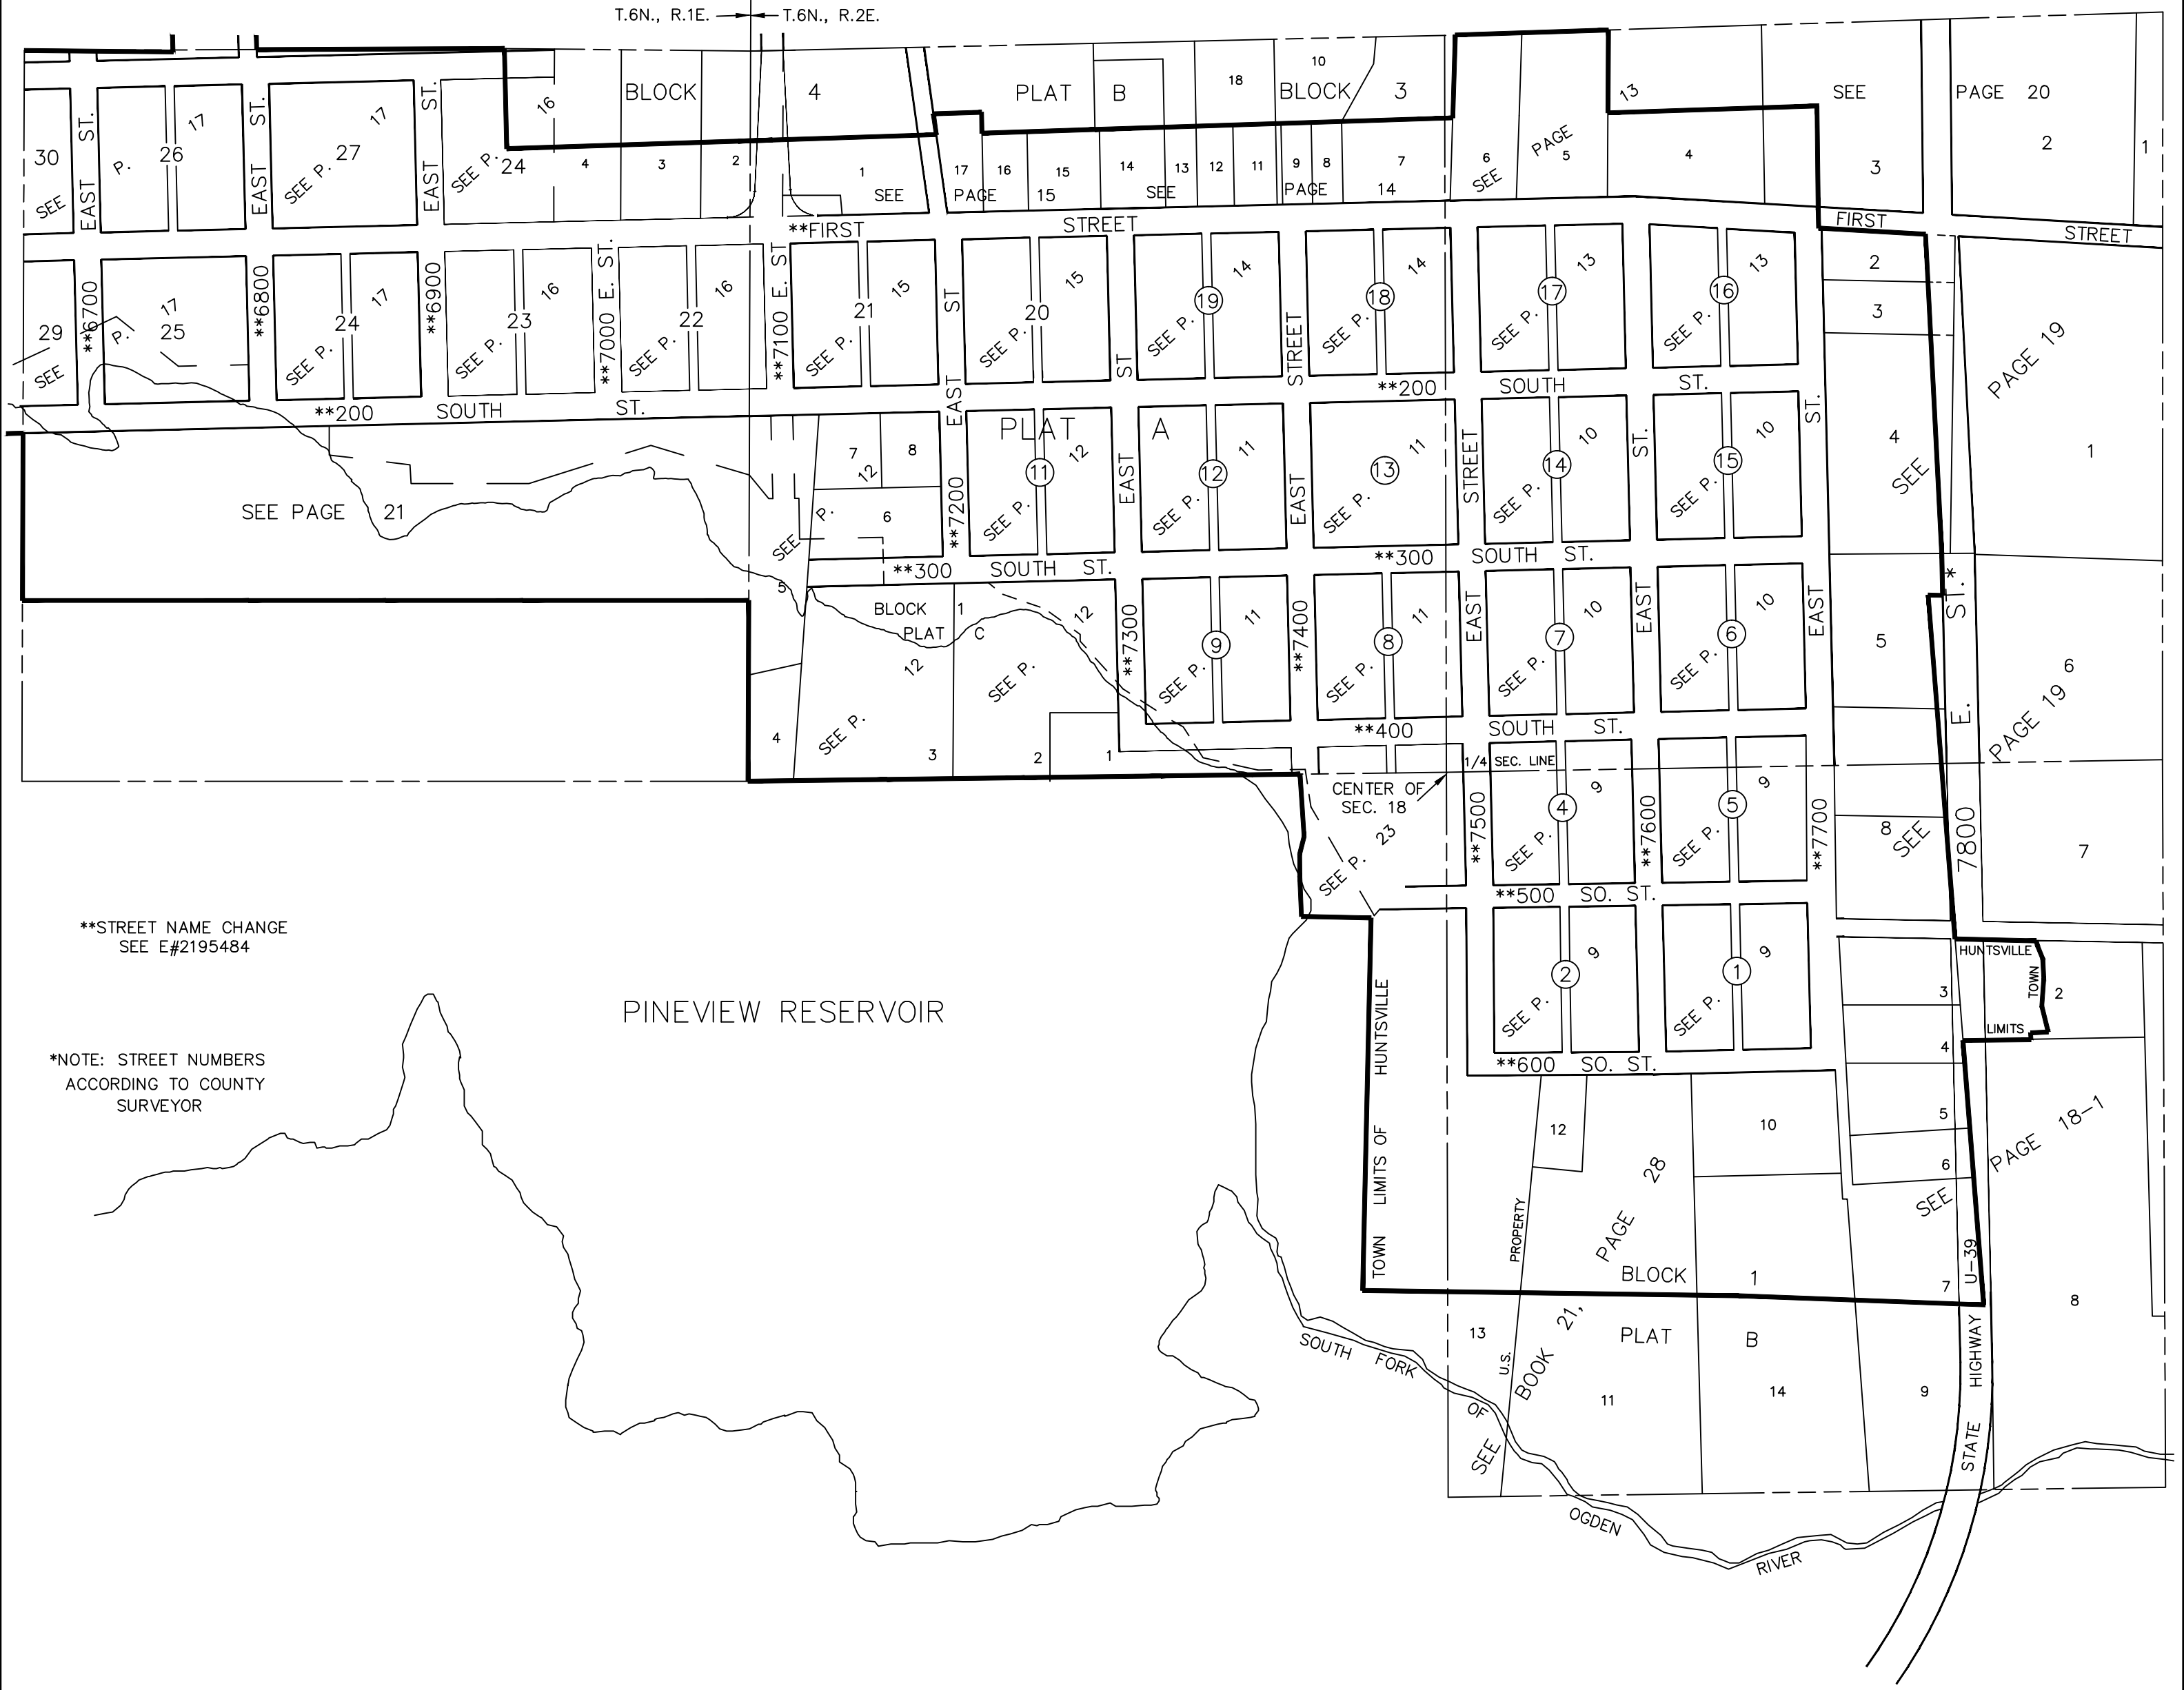 T.6N., R.1E. T.6N., R.2E.
BLOCK 4
PLAT B
18
10
BLOCK 3
13
SEE PAGE 20
2
1
30
SEE
EAST ST.
P. 26 17
EAST ST.
SEE P. 27 17
EAST ST.
SEE P. 24 16
4
3
2
1
SEE PAGE 15
17
16
15
14
13
12
11
9
8
7
SEE PAGE 14
6
SEE PAGE
5
4
3
**FIRST STREET
FIRST STREET
29
SEE
**6700
P. 25 17
**6800
SEE P. 24 17
**6900
SEE P. 23 16
**7000 E. ST.
SEE P. 22 16
**7100 E. ST
SEE P. 21 15
SEE P. 20 15
SEE P. 19 14
SEE P. 18 14
SEE P. 17 13
SEE P. 16 13
2
3
PAGE 19
1
**200 SOUTH ST.
**200 SOUTH ST.
PLAT A
SEE PAGE 21
7
8
12
6
SEE P.
5
**7200 EAST ST
SEE P. 11 12
**7300 EAST ST
SEE P. 12 11
**7400 EAST STREET
SEE P. 13 11
EAST STREET
SEE P. 14 10
EAST ST.
SEE P. 15 10
EAST ST.
4
SEE
**300 SOUTH ST.
**300 SOUTH ST.
BLOCK 1
PLAT C
12
12
SEE P.
SEE P.
4
3
2
1
SEE P. 9 11
SEE P. 8 11
SEE P. 7 10
SEE P. 6 10
5
7800 E. ST.*
6
PAGE 19
**400 SOUTH ST.
1/4 SEC. LINE
CENTER OF
SEC. 18
SEE P. 23
**7500
SEE P. 4 9
**7600
SEE P. 5 9
**7700
8
SEE
7
**500 SO. ST.
**STREET NAME CHANGE
SEE E#2195484
PINEVIEW RESERVOIR
*NOTE: STREET NUMBERS
ACCORDING TO COUNTY
SURVEYOR
TOWN LIMITS OF HUNTSVILLE
SEE P. 2 9
SEE P. 1 9
HUNTSVILLE
TOWN
LIMITS
2
3
4
5
6
7
**600 SO. ST.
12
10
SEE PAGE 18-1
8
U.S. PROPERTY
SEE BOOK 21, PAGE 28
BLOCK 1
PLAT B
13
11
14
9
STATE HIGHWAY U-39
SOUTH FORK OF OGDEN RIVER